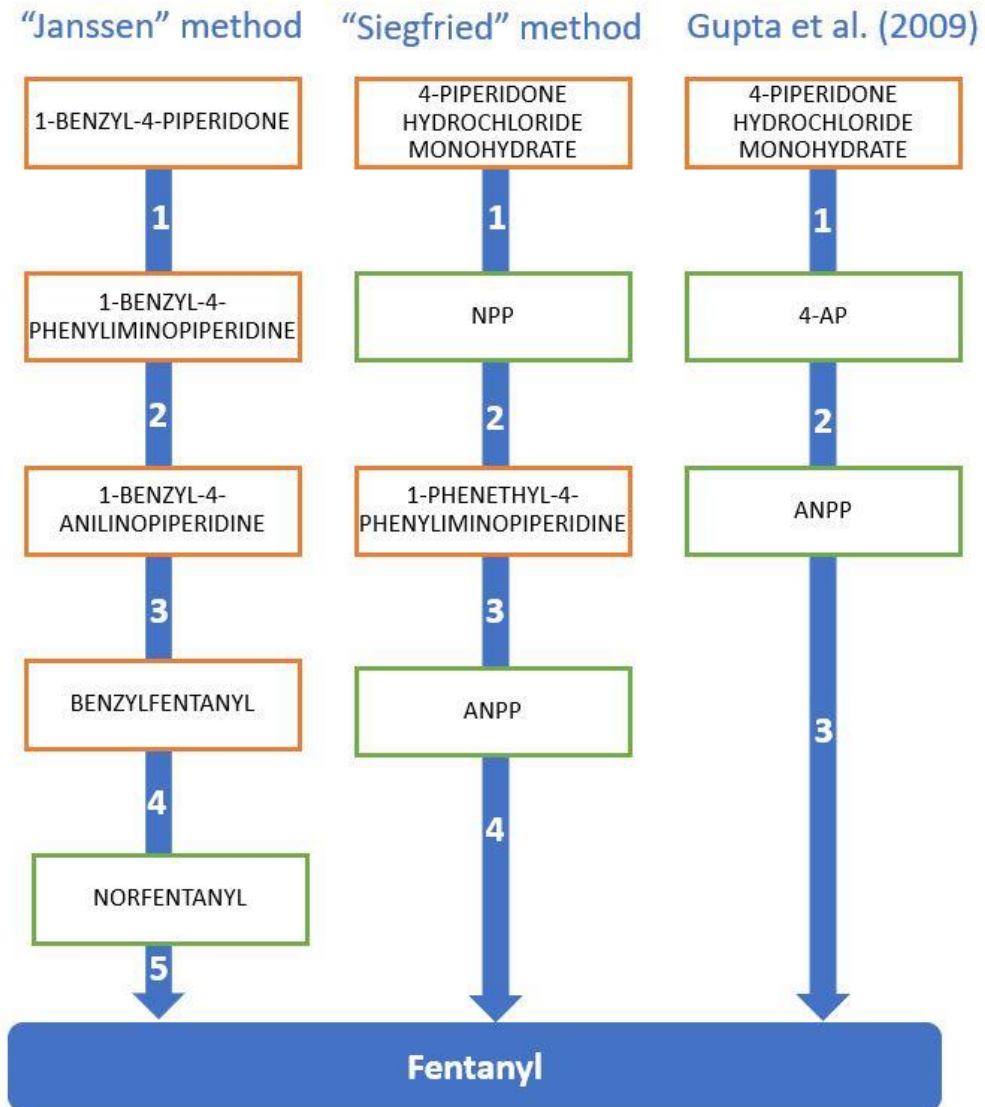 “Janssen” method
“Siegfried” method
Gupta et al. (2009)
1-BENZYL-4-PIPERIDONE
4-PIPERIDONE
HYDROCHLORIDE
MONOHYDRATE
4-PIPERIDONE
HYDROCHLORIDE
MONOHYDRATE
1
1
1
1-BENZYL-4-
PHENYLIMINOPIPERIDINE
NPP
4-AP
2
2
2
1-BENZYL-4-
ANILINOPIPERIDINE
1-PHENETHYL-4-
PHENYLIMINOPIPERIDINE
ANPP
3
3
BENZYLFENTANYL
ANPP
3
4
4
NORFENTANYL
5
Fentanyl